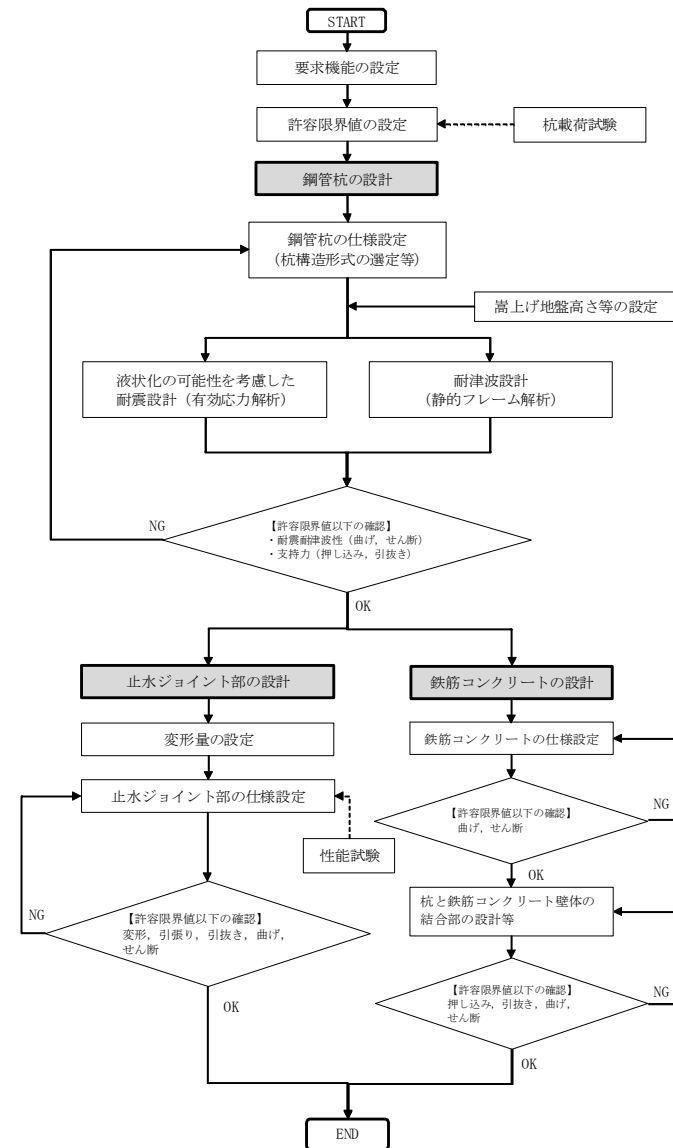 START
要求機能の設定
許容限界値の設定
杭載荷試験
鋼管杭の設計
鋼管杭の仕様設定
（杭構造形式の選定等）
嵩上げ地盤高さ等の設定
液状化の可能性を考慮した
耐震設計（有効応力解析）
耐津波設計
（静的フレーム解析）
NG
【許容限界値以下の確認】
・耐震耐津波性（曲げ，せん断）
・支持力（押し込み，引抜き）
OK
止水ジョイント部の設計
変形量の設定
止水ジョイント部の仕様設定
性能試験
NG
【許容限界値以下の確認】
変形，引張り，引抜き，曲げ，
せん断
OK
鉄筋コンクリートの設計
鉄筋コンクリートの仕様設定
【許容限界値以下の確認】
曲げ，せん断
NG
OK
杭と鉄筋コンクリート壁体の
結合部の設計等
【許容限界値以下の確認】
押し込み，引抜き，曲げ，
せん断
NG
OK
END